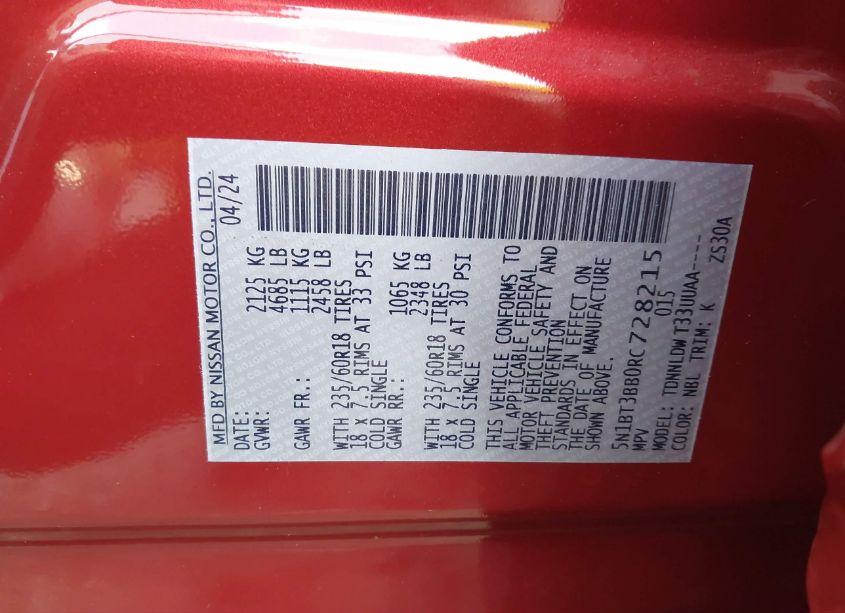 MFD BY NISSAN MOTOR CO., LTD.
DATE: 04/24
GVWR: 2125 KG
4685 LB
GAWR FR.: 1115 KG
2458 LB
WITH 235/60R18 TIRES
18 X 7.5 RIMS AT 33 PSI
COLD SINGLE
GAWR RR.: 1065 KG
2348 LB
WITH 235/60R18 TIRES
18 X 7.5 RIMS AT 30 PSI
COLD SINGLE
THIS VEHICLE CONFORMS TO
ALL APPLICABLE FEDERAL
MOTOR VEHICLE SAFETY AND
THEFT PREVENTION
STANDARDS IN EFFECT ON
THE DATE OF MANUFACTURE
SHOWN ABOVE.
5N1BT3BB0RC728215
MPV 015
MODEL: TDNNLDW T33UUAA----
COLOR: NBL TRIM: K ZS30A